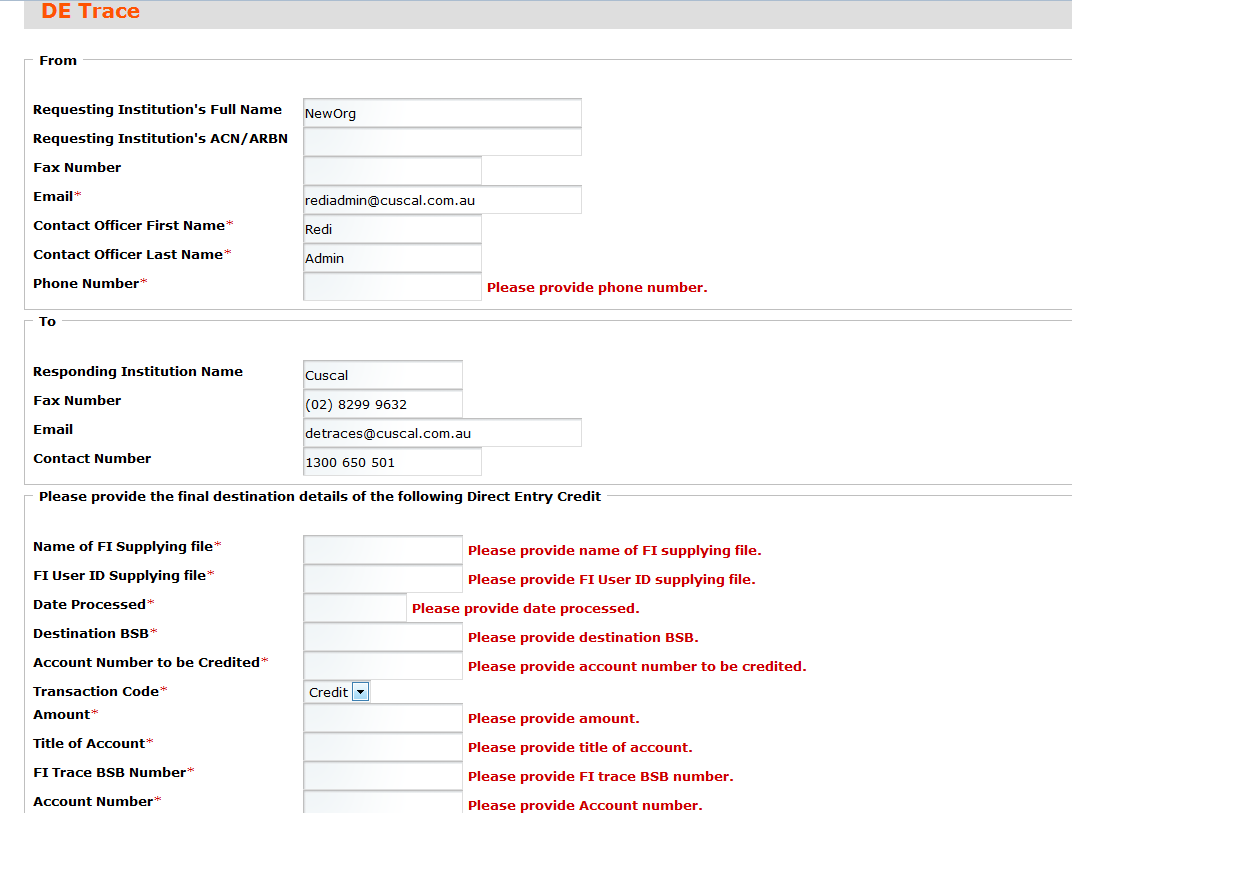 DE Trace
From
Requesting Institution's Full Name NewOrg
Requesting Institution's ACN/ARBN
Fax Number
Email* rediadmin@cuscal.com.au
Contact Officer First Name* Redi
Contact Officer Last Name* Admin
Phone Number* Please provide phone number.
To
Responding Institution Name Cuscal
Fax Number (02) 8299 9632
Email detraces@cuscal.com.au
Contact Number 1300 650 501
Please provide the final destination details of the following Direct Entry Credit
Name of FI Supplying file* Please provide name of FI supplying file.
FI User ID Supplying file* Please provide FI User ID supplying file.
Date Processed* Please provide date processed.
Destination BSB* Please provide destination BSB.
Account Number to be Credited* Please provide account number to be credited.
Transaction Code* Credit
Amount* Please provide amount.
Title of Account* Please provide title of account.
FI Trace BSB Number* Please provide FI trace BSB number.
Account Number* Please provide Account number.